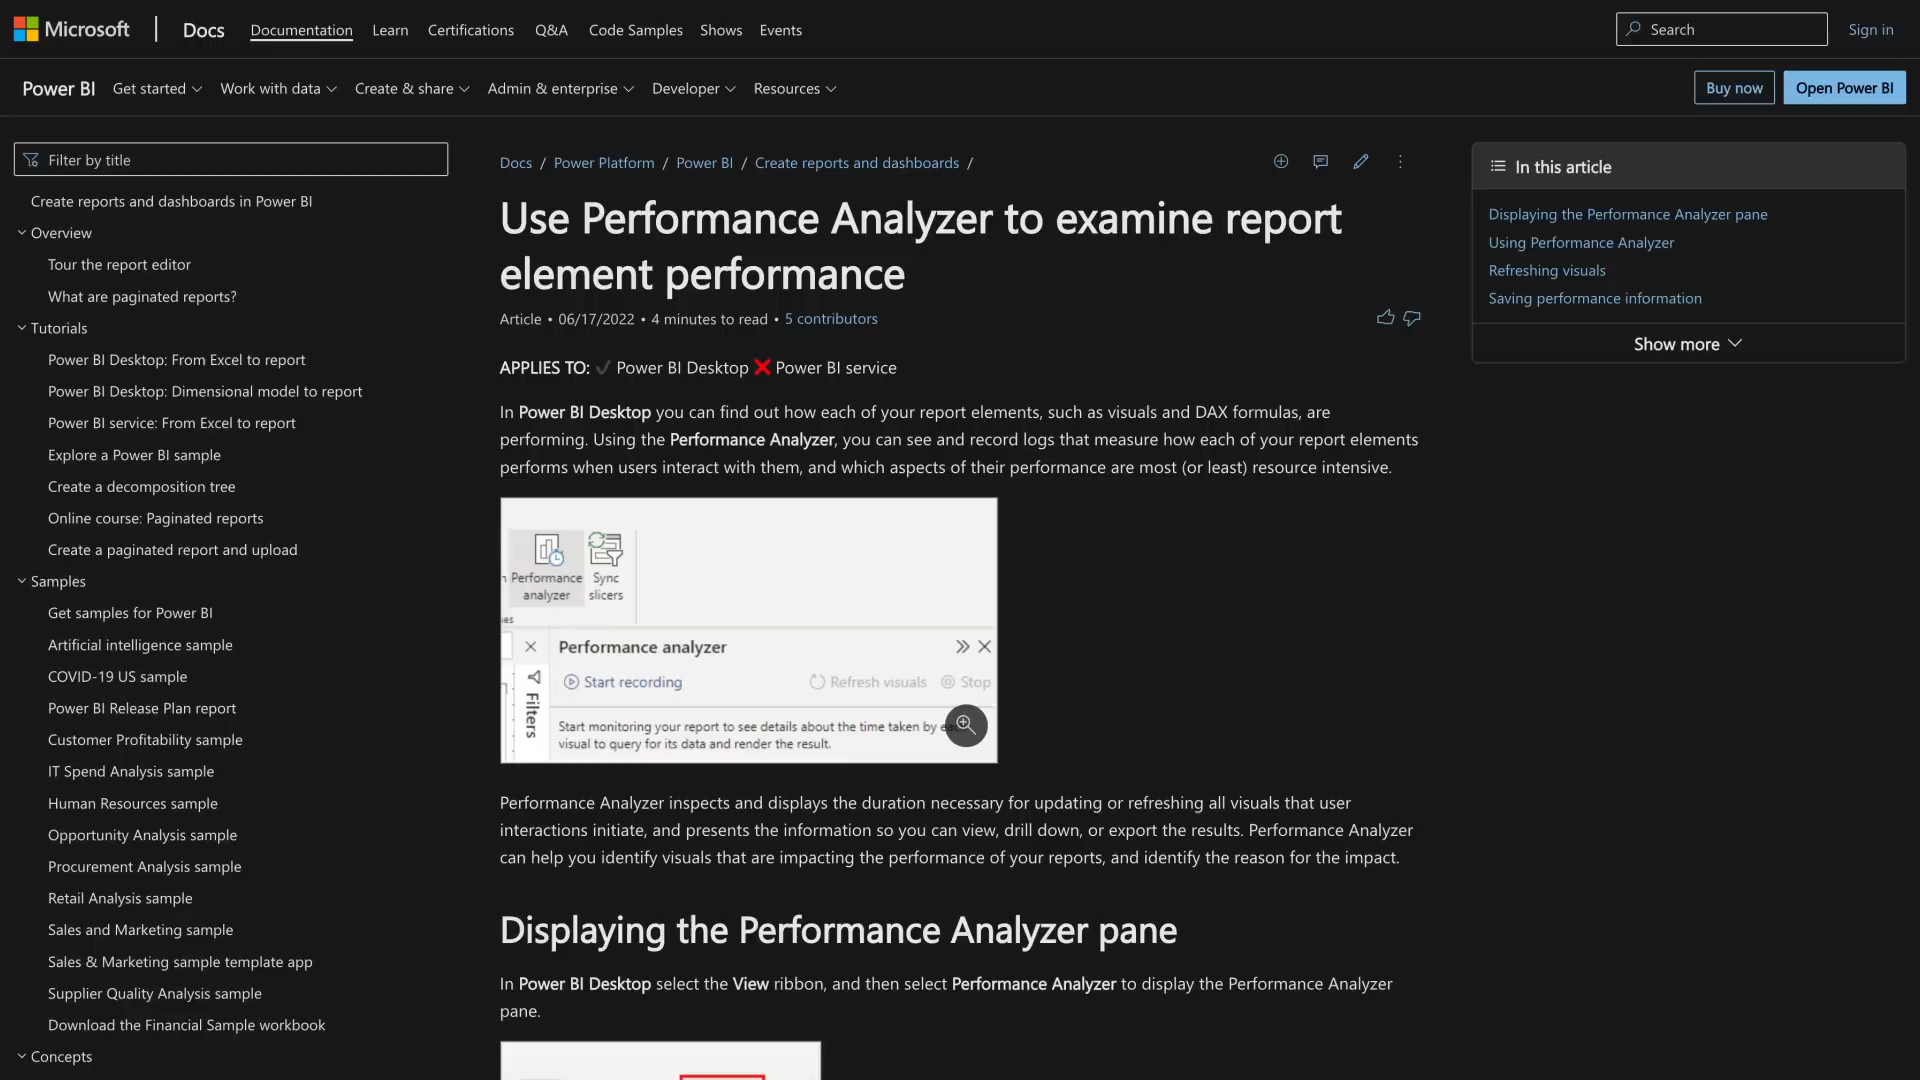 Microsoft
Docs
Documentation
Learn
Certifications
Q&A
Code Samples
Shows
Events
Search
Sign in
Power BI
Get started
Work with data
Create & share
Admin & enterprise
Developer
Resources
Buy now
Open Power BI
Filter by title
Create reports and dashboards in Power BI
Overview
Tour the report editor
What are paginated reports?
Tutorials
Power BI Desktop: From Excel to report
Power BI Desktop: Dimensional model to report
Power BI service: From Excel to report
Explore a Power BI sample
Create a decomposition tree
Online course: Paginated reports
Create a paginated report and upload
Samples
Get samples for Power BI
Artificial intelligence sample
COVID-19 US sample
Power BI Release Plan report
Customer Profitability sample
IT Spend Analysis sample
Human Resources sample
Opportunity Analysis sample
Procurement Analysis sample
Retail Analysis sample
Sales and Marketing sample
Sales & Marketing sample template app
Supplier Quality Analysis sample
Download the Financial Sample workbook
Concepts
Docs / Power Platform / Power BI / Create reports and dashboards /
Use Performance Analyzer to examine report
element performance
Article • 06/17/2022 • 4 minutes to read • 5 contributors
APPLIES TO: ✔ Power BI Desktop ❌ Power BI service
In Power BI Desktop you can find out how each of your report elements, such as visuals and DAX formulas, are
performing. Using the Performance Analyzer, you can see and record logs that measure how each of your report elements
performs when users interact with them, and which aspects of their performance are most (or least) resource intensive.
Performance
analyzer
Sync
slicers
Performance analyzer
Start recording
Refresh visuals
Stop
Filters
Start monitoring your report to see details about the time taken by
visual to query for its data and render the result.
Performance Analyzer inspects and displays the duration necessary for updating or refreshing all visuals that user
interactions initiate, and presents the information so you can view, drill down, or export the results. Performance Analyzer
can help you identify visuals that are impacting the performance of your reports, and identify the reason for the impact.
Displaying the Performance Analyzer pane
In Power BI Desktop select the View ribbon, and then select Performance Analyzer to display the Performance Analyzer
pane.
In this article
Displaying the Performance Analyzer pane
Using Performance Analyzer
Refreshing visuals
Saving performance information
Show more